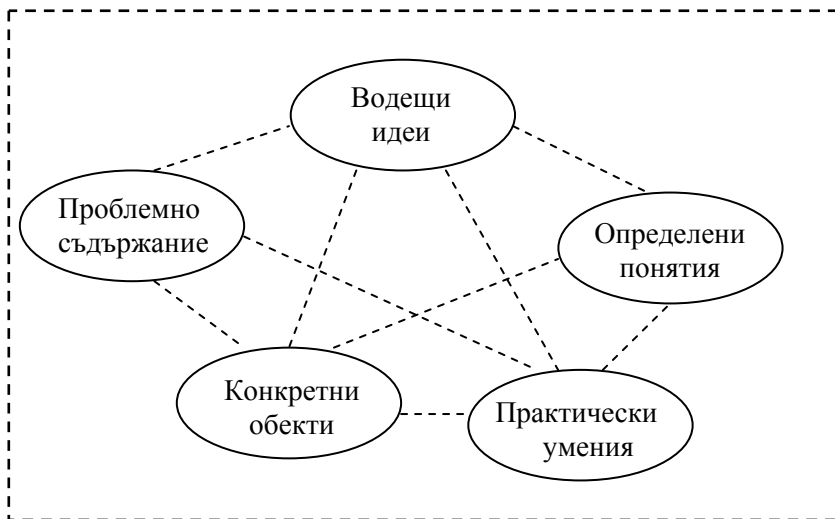 Водещи
идеи
Проблемно
съдържание
Определени
понятия
Конкретни
обекти
Практически
умения